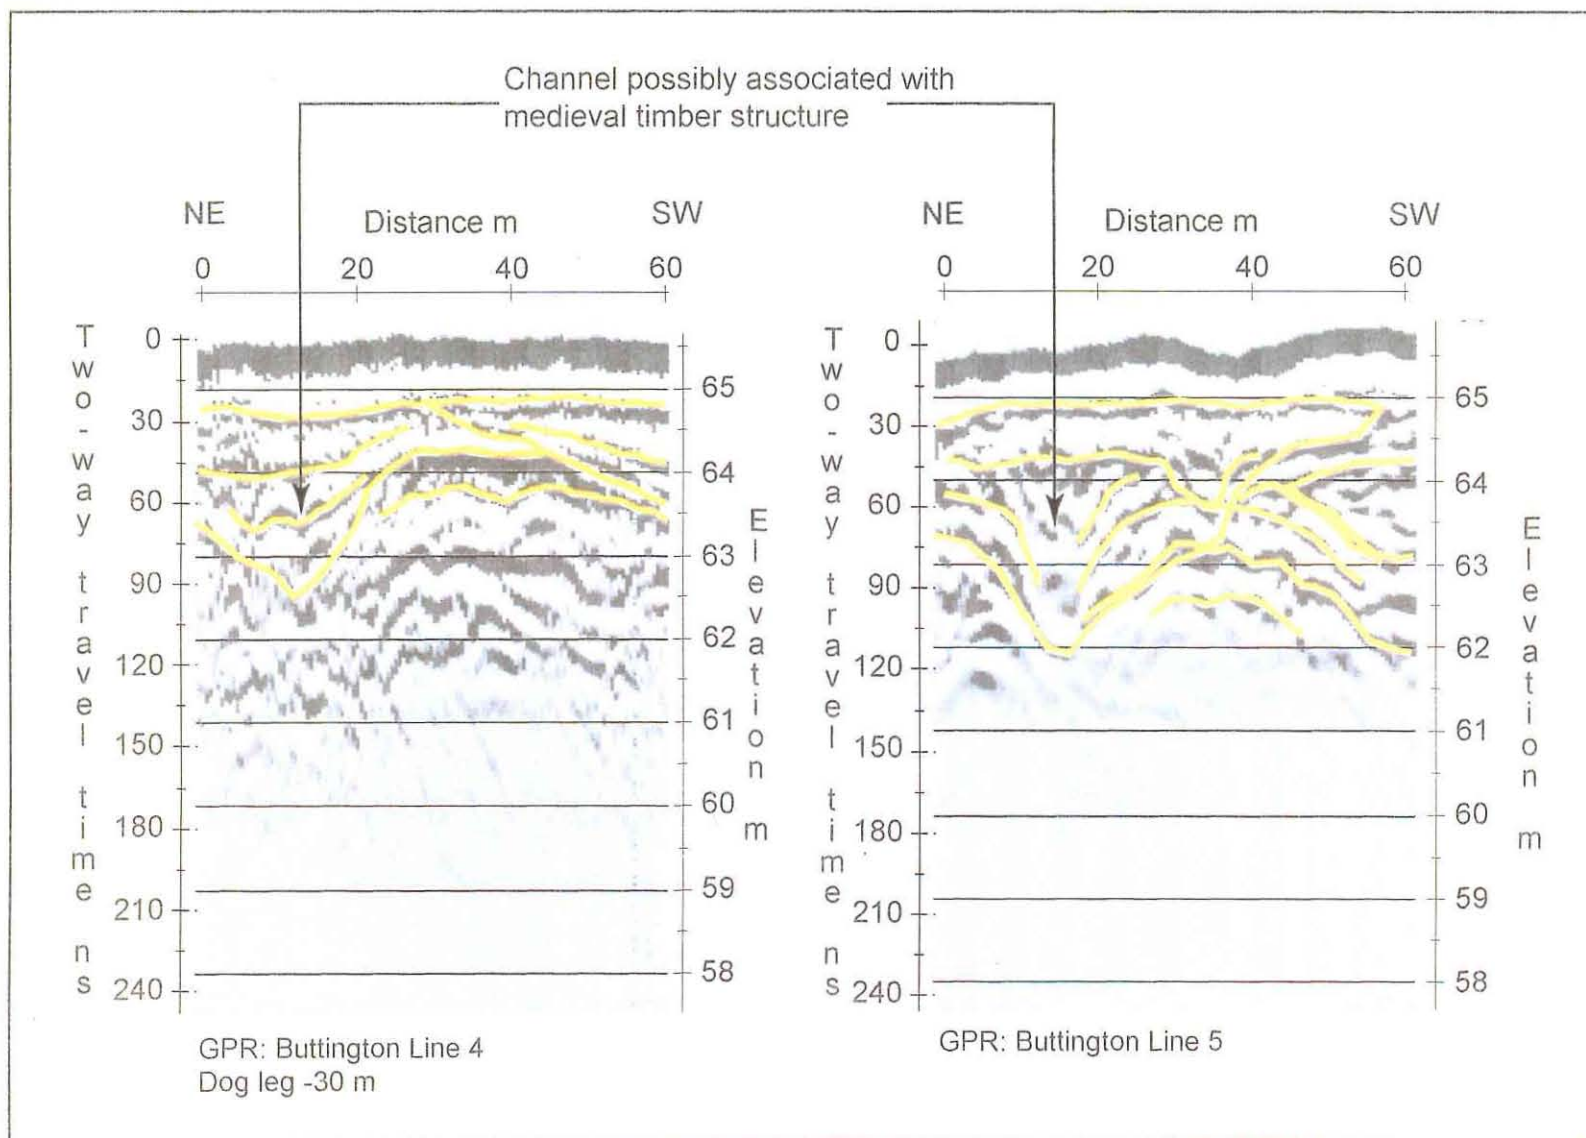 Channel possibly associated with
medieval timber structure
NE
Distance m
SW
0 20 40 60
Two-way travel time ns
0
30
60
90
120
150
180
210
240
65
64
63
62
61
60
59
58
Elevation m
GPR: Buttington Line 4
Dog leg -30 m
NE
Distance m
SW
0 20 40 60
Two-way travel time ns
0
30
60
90
120
150
180
210
240
65
64
63
62
61
60
59
58
Elevation m
GPR: Buttington Line 5